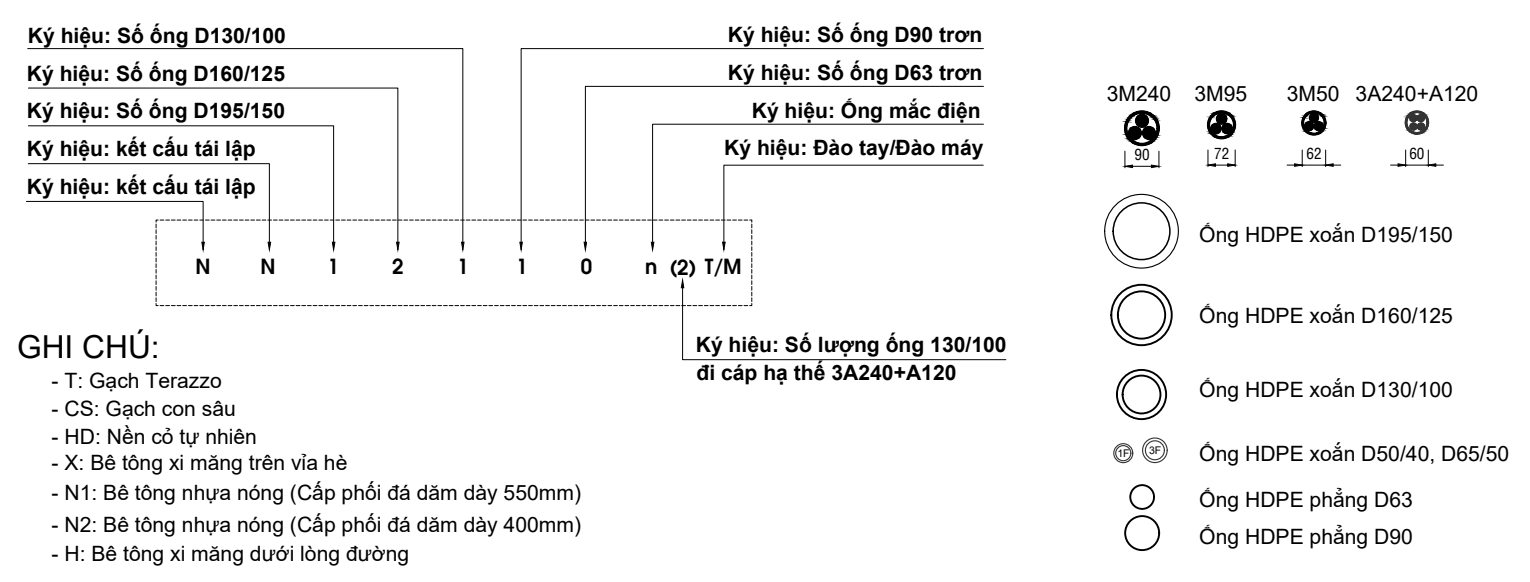 Ký hiệu: Số ống D130/100
Ký hiệu: Số ống D160/125
Ký hiệu: Số ống D195/150
Ký hiệu: kết cấu tái lập
Ký hiệu: kết cấu tái lập
Ký hiệu: Số ống D90 trơn
Ký hiệu: Số ống D63 trơn
Ký hiệu: Ống mắc điện
Ký hiệu: Đào tay/Đào máy
N N 1 2 1 1 0 n (2) T/M
Ký hiệu: Số lượng ống 130/100
đi cáp hạ thế 3A240+A120
GHI CHÚ:
- T: Gạch Terazzo
- CS: Gạch con sâu
- HD: Nền cỏ tự nhiên
- X: Bê tông xi măng trên vỉa hè
- N1: Bê tông nhựa nóng (Cấp phối đá dăm dày 550mm)
- N2: Bê tông nhựa nóng (Cấp phối đá dăm dày 400mm)
- H: Bê tông xi măng dưới lòng đường
3M240 3M95 3M50 3A240+A120
90 72 62 60
Ống HDPE xoắn D195/150
Ống HDPE xoắn D160/125
Ống HDPE xoắn D130/100
1F 3F Ống HDPE xoắn D50/40, D65/50
Ống HDPE phẳng D63
Ống HDPE phẳng D90